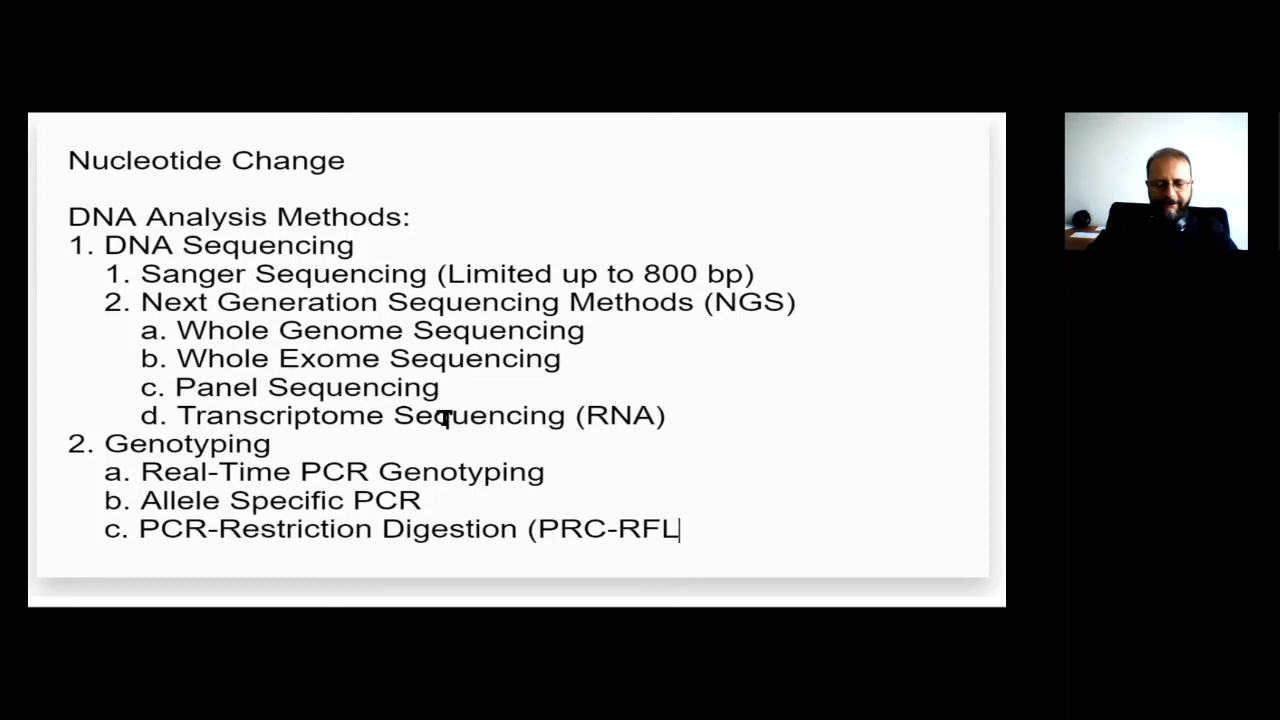 Nucleotide Change
DNA Analysis Methods:
1. DNA Sequencing
1. Sanger Sequencing (Limited up to 800 bp)
2. Next Generation Sequencing Methods (NGS)
a. Whole Genome Sequencing
b. Whole Exome Sequencing
c. Panel Sequencing
d. Transcriptome Sequencing (RNA)
2. Genotyping
a. Real-Time PCR Genotyping
b. Allele Specific PCR
c. PCR-Restriction Digestion (PRC-RFL